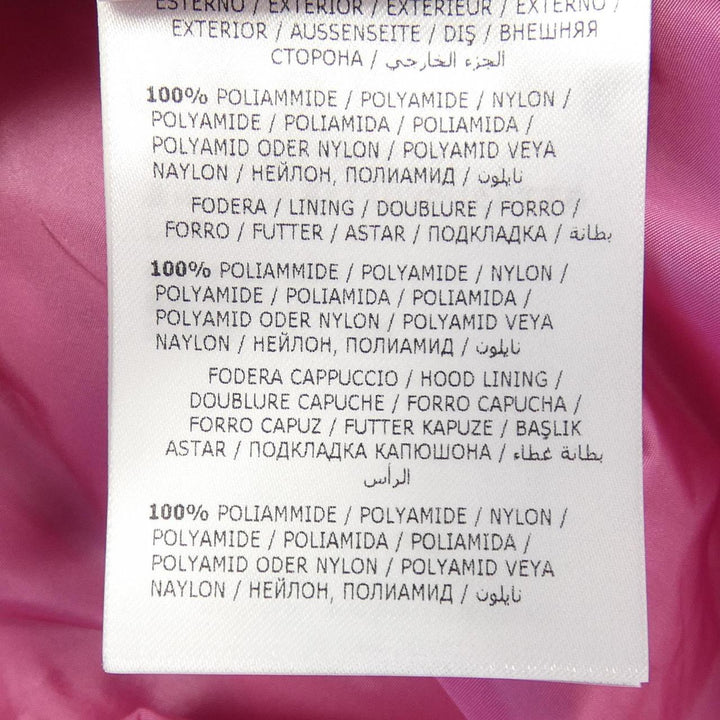 ESTERNO / EXTERIOR / EXTERIEUR / EXTERNO /
EXTERIOR / AUSSENSEITE / DIŞ / ВНЕШНЯЯ
СТОРОНА / الجزء الخارجي
100% POLIAMMIDE / POLYAMIDE / NYLON /
POLYAMIDE / POLIAMIDA / POLIAMIDA /
POLYAMID ODER NYLON / POLYAMID VEYA
NAYLON / НЕЙЛОН, ПОЛИАМИД / نايلون
FODERA / LINING / DOUBLURE / FORRO /
FORRO / FUTTER / ASTAR / ПОДКЛАДКА / بطانة
100% POLIAMMIDE / POLYAMIDE / NYLON /
POLYAMIDE / POLIAMIDA / POLIAMIDA /
POLYAMID ODER NYLON / POLYAMID VEYA
NAYLON / НЕЙЛОН, ПОЛИАМИД / نايلون
FODERA CAPPUCCIO / HOOD LINING /
DOUBLURE CAPUCHE / FORRO CAPUCHA /
FORRO CAPUZ / FUTTER KAPUZE / BAŞLIK
ASTAR / ПОДКЛАДКА КАПЮШОНА / بطانة غطاء
الرأس
100% POLIAMMIDE / POLYAMIDE / NYLON /
POLYAMIDE / POLIAMIDA / POLIAMIDA /
POLYAMID ODER NYLON / POLYAMID VEYA
NAYLON / НЕЙЛОН, ПОЛИАМИД / نايلون